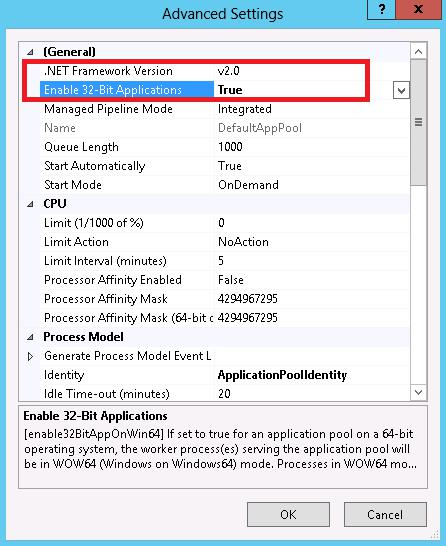 Advanced Settings
? x
(General)
.NET Framework Version v2.0
Enable 32-Bit Applications True
Managed Pipeline Mode Integrated
Name DefaultAppPool
Queue Length 1000
Start Automatically True
Start Mode OnDemand
CPU
Limit (1/1000 of %) 0
Limit Action NoAction
Limit Interval (minutes) 5
Processor Affinity Enabled False
Processor Affinity Mask 4294967295
Processor Affinity Mask (64-bit c 4294967295
Process Model
Generate Process Model Event L
Identity ApplicationPoolIdentity
Idle Time-out (minutes) 20
Enable 32-Bit Applications
[enable32BitAppOnWin64] If set to true for an application pool on a 64-bit
operating system, the worker process(es) serving the application pool will
be in WOW64 (Windows on Windows64) mode. Processes in WOW64 mo...
OK Cancel